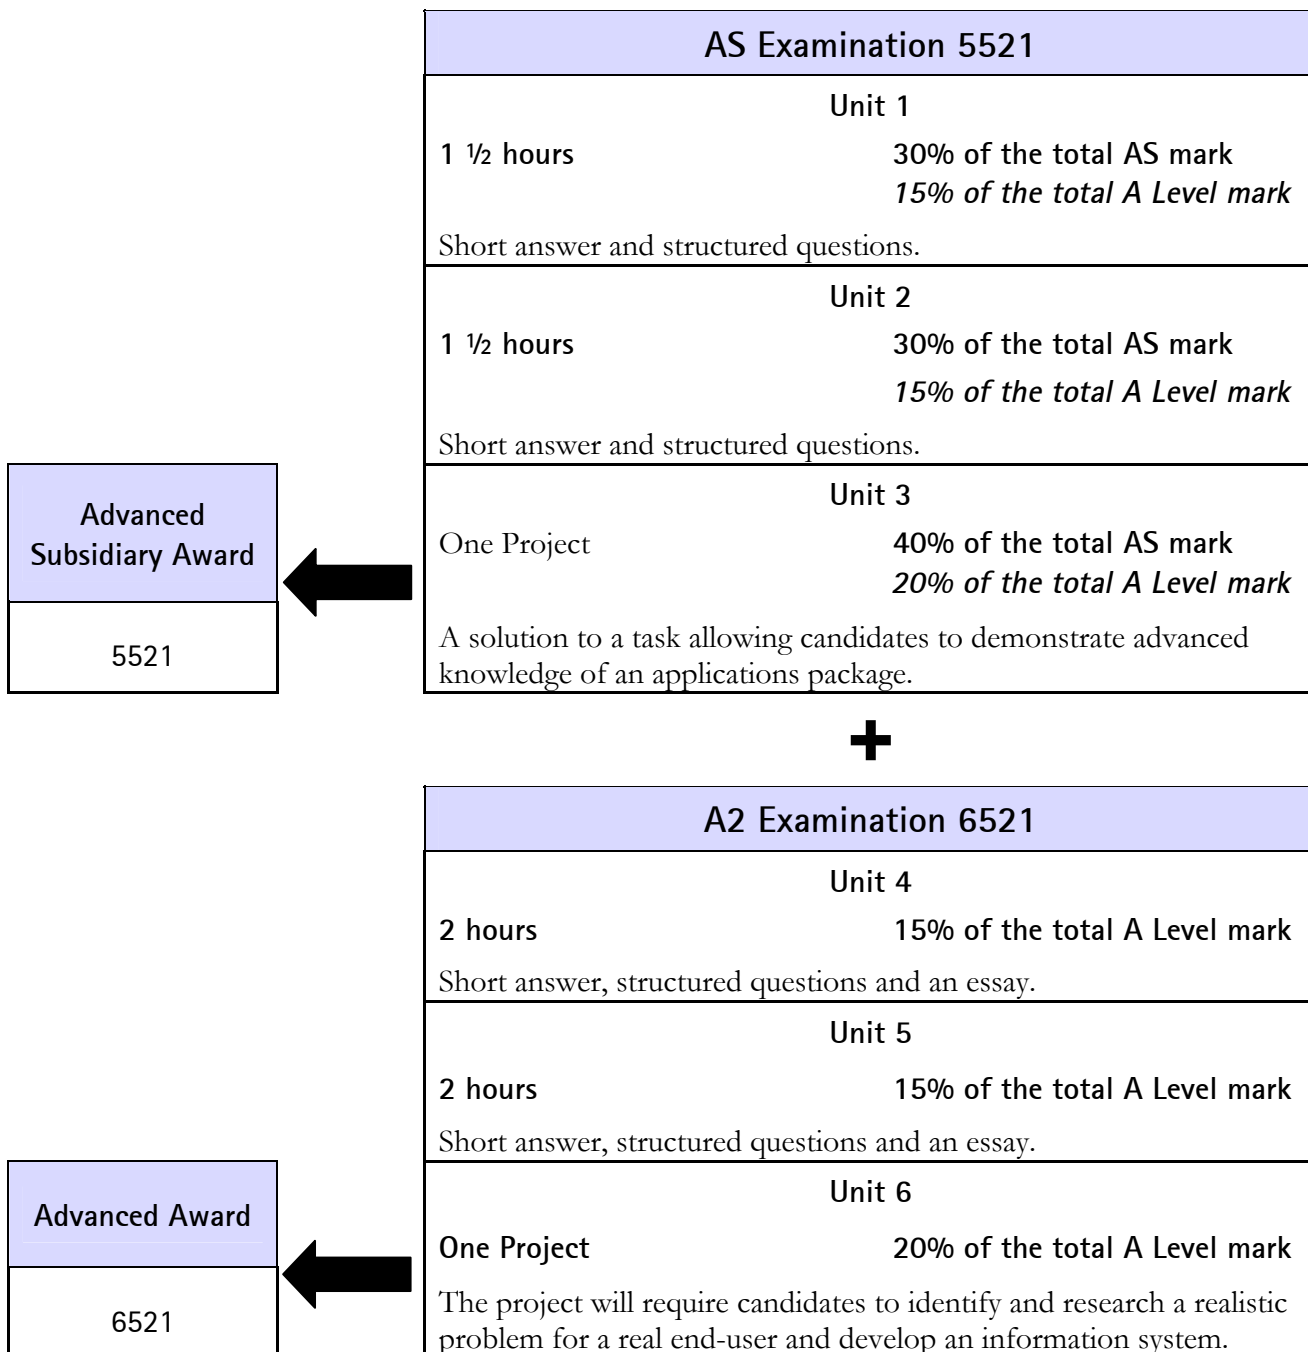 AS Examination 5521
Unit 1
1 ½ hours 30% of the total AS mark
15% of the total A Level mark
Short answer and structured questions.
Unit 2
1 ½ hours 30% of the total AS mark
15% of the total A Level mark
Short answer and structured questions.
Advanced
Subsidiary Award
5521
Unit 3
One Project 40% of the total AS mark
20% of the total A Level mark
A solution to a task allowing candidates to demonstrate advanced
knowledge of an applications package.
+
A2 Examination 6521
Unit 4
2 hours 15% of the total A Level mark
Short answer, structured questions and an essay.
Unit 5
2 hours 15% of the total A Level mark
Short answer, structured questions and an essay.
Advanced Award
6521
Unit 6
One Project 20% of the total A Level mark
The project will require candidates to identify and research a realistic
problem for a real end-user and develop an information system.